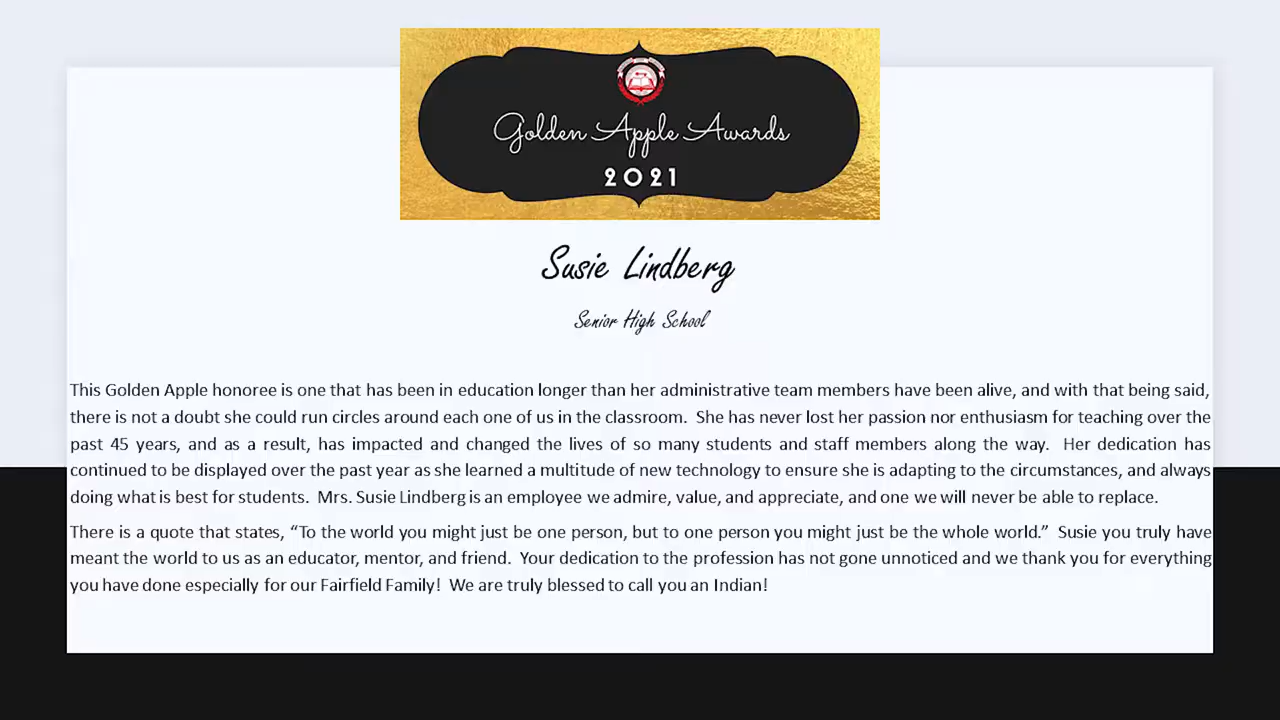 Golden Apple Awards
2021
Susie Lindberg
Senior High School
This Golden Apple honoree is one that has been in education longer than her administrative team members have been alive, and with that being said,
there is not a doubt she could run circles around each one of us in the classroom.  She has never lost her passion nor enthusiasm for teaching over the
past 45 years, and as a result, has impacted and changed the lives of so many students and staff members along the way.  Her dedication has
continued to be displayed over the past year as she learned a multitude of new technology to ensure she is adapting to the circumstances, and always
doing what is best for students.  Mrs. Susie Lindberg is an employee we admire, value, and appreciate, and one we will never be able to replace.
There is a quote that states, “To the world you might just be one person, but to one person you might just be the whole world.”  Susie you truly have
meant the world to us as an educator, mentor, and friend.  Your dedication to the profession has not gone unnoticed and we thank you for everything
you have done especially for our Fairfield Family!  We are truly blessed to call you an Indian!